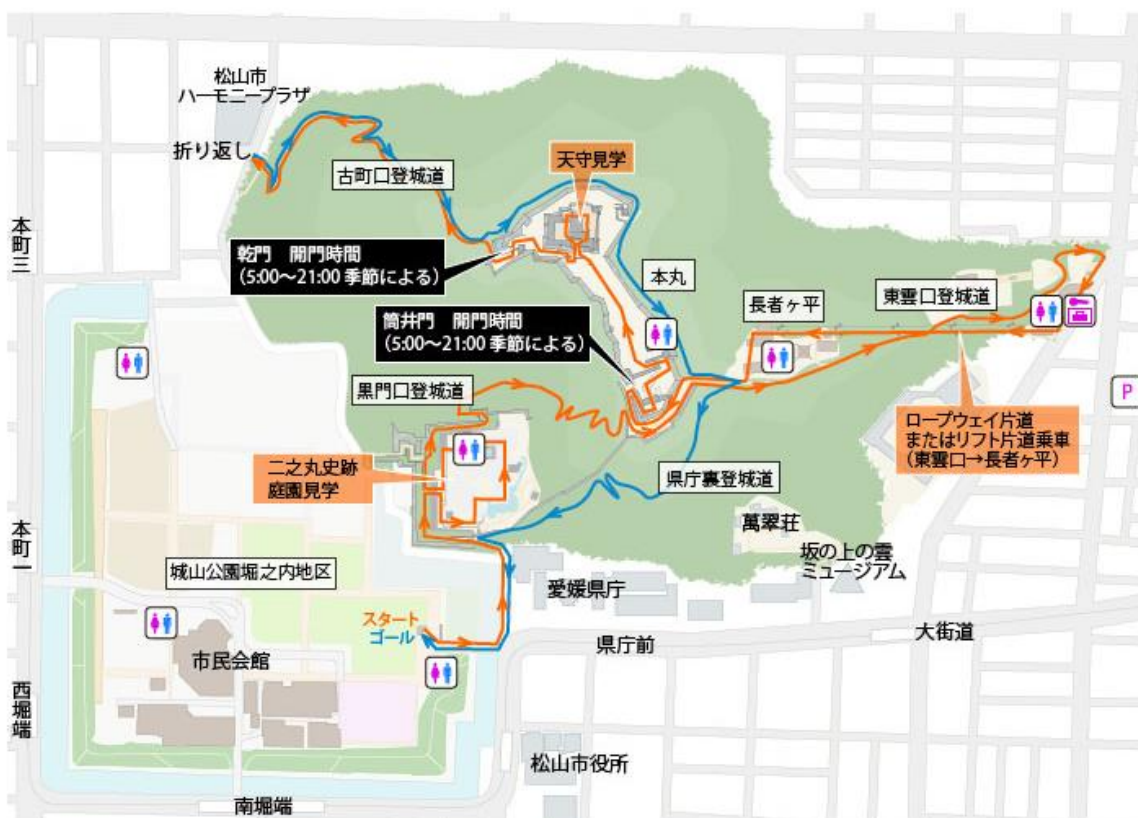 松山市
ハーモニープラザ
折り返し
古町口登城道
天守見学
乾門　開門時間
（5:00～21:00 季節による）
本丸
筒井門　開門時間
（5:00～21:00 季節による）
長者ヶ平
東雲口登城道
黒門口登城道
P
ロープウェイ片道
またはリフト片道乗車
（東雲口→長者ヶ平）
二之丸史跡
庭園見学
県庁裏登城道
萬翠荘
坂の上の雲
ミュージアム
城山公園堀之内地区
愛媛県庁
スタート
ゴール
県庁前
大街道
市民会館
松山市役所
南堀端
本町三
本町一
西堀端